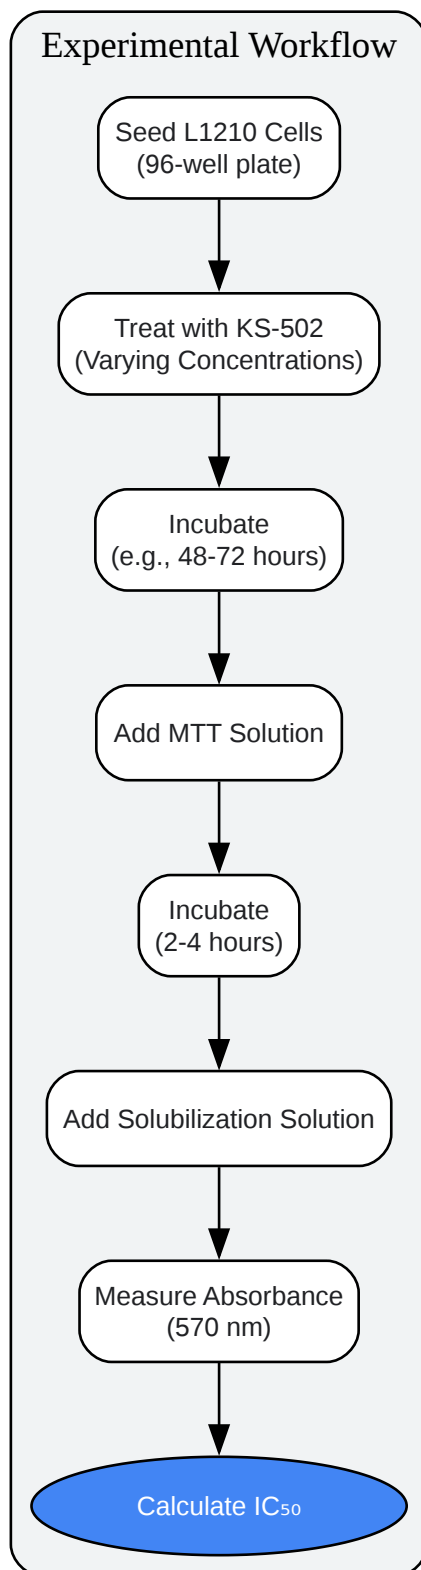 Experimental Workflow
Seed L1210 Cells
(96-well plate)
Treat with KS-502
(Varying Concentrations)
Incubate
(e.g., 48-72 hours)
Add MTT Solution
Incubate
(2-4 hours)
Add Solubilization Solution
Measure Absorbance
(570 nm)
Calculate IC₅₀